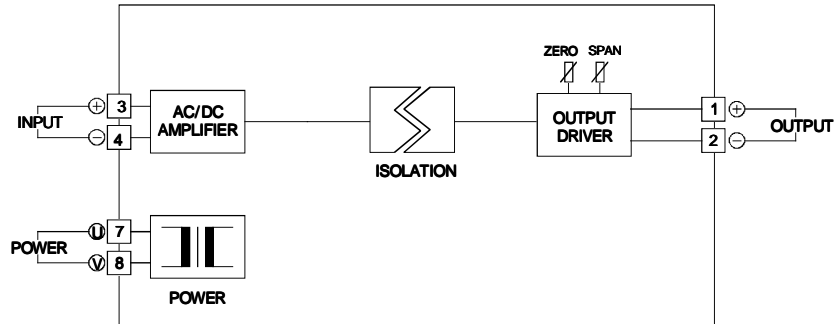 ZERO SPAN
+ 3
AC/DC
AMPLIFIER
INPUT
− 4
ISOLATION
OUTPUT
DRIVER
1 +
OUTPUT
2 −
U 7
POWER
V 8
POWER